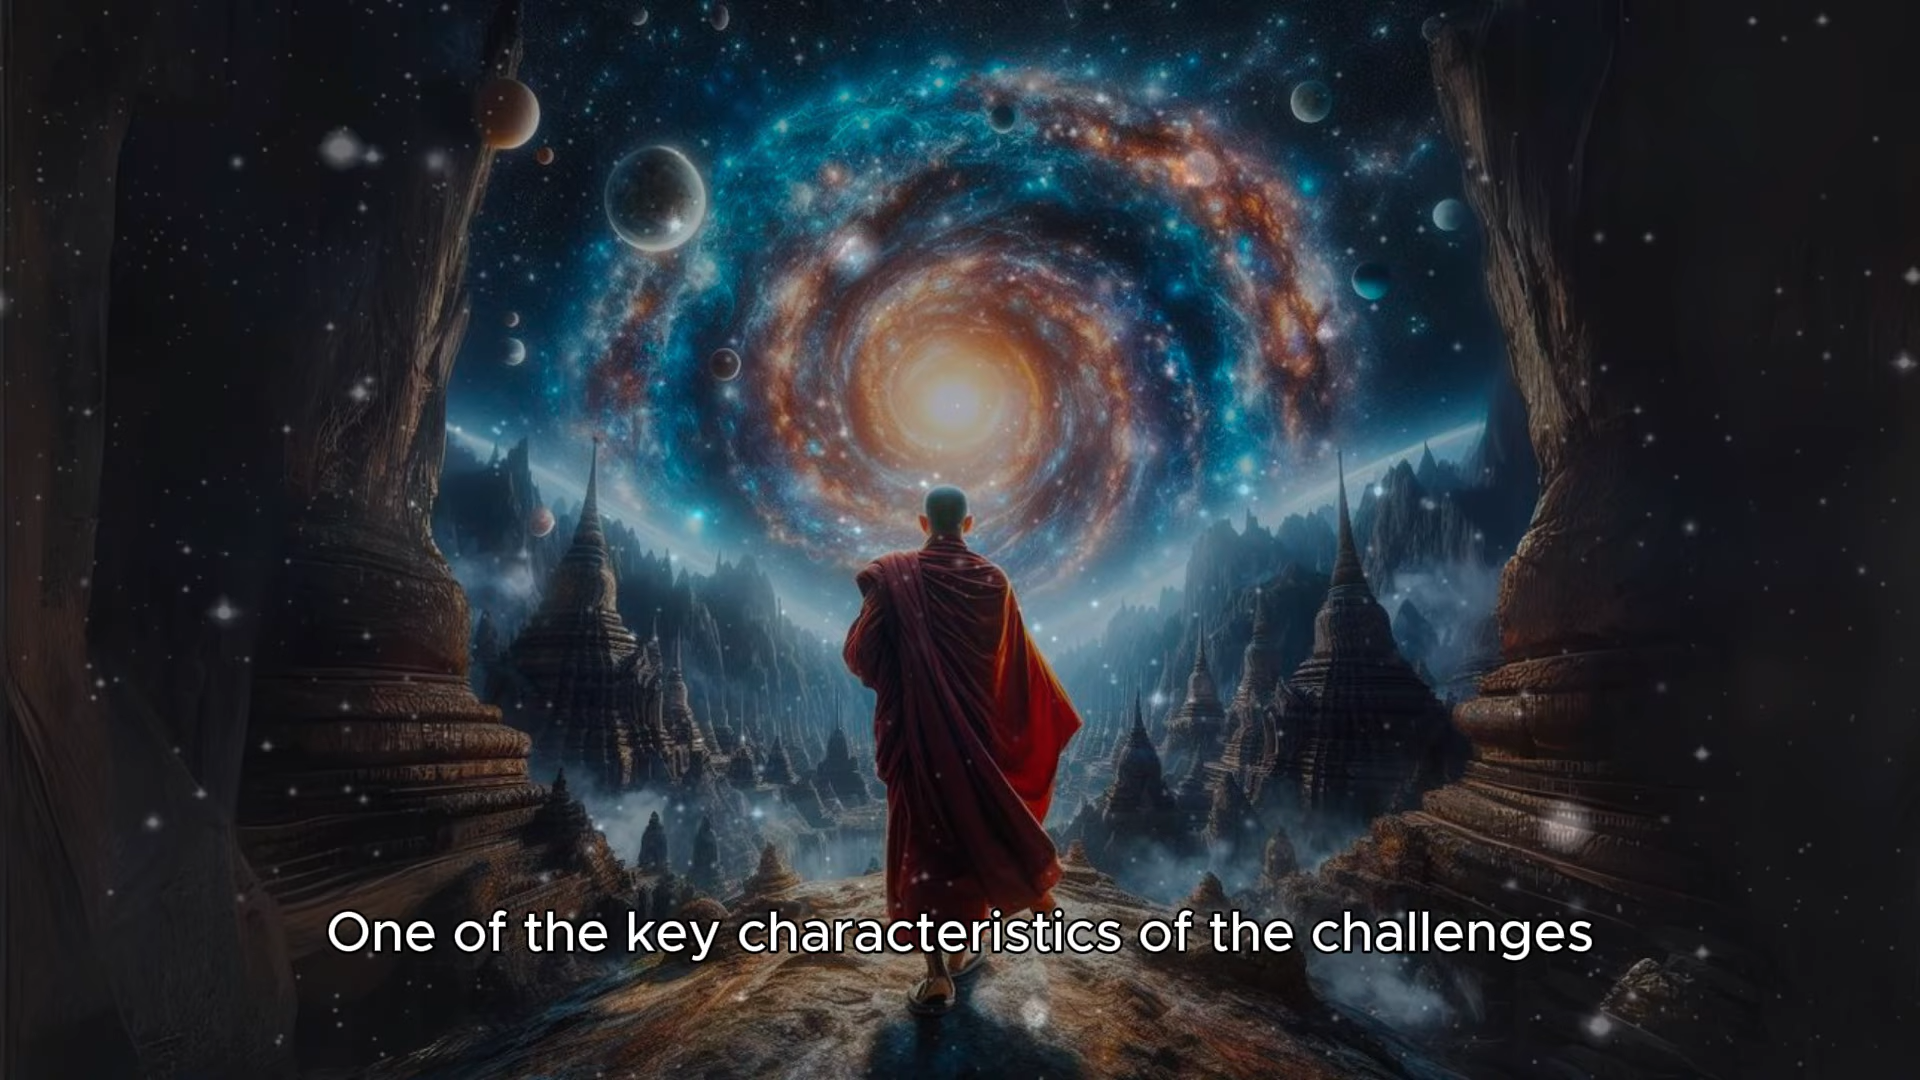 One of the key characteristics of the challenges